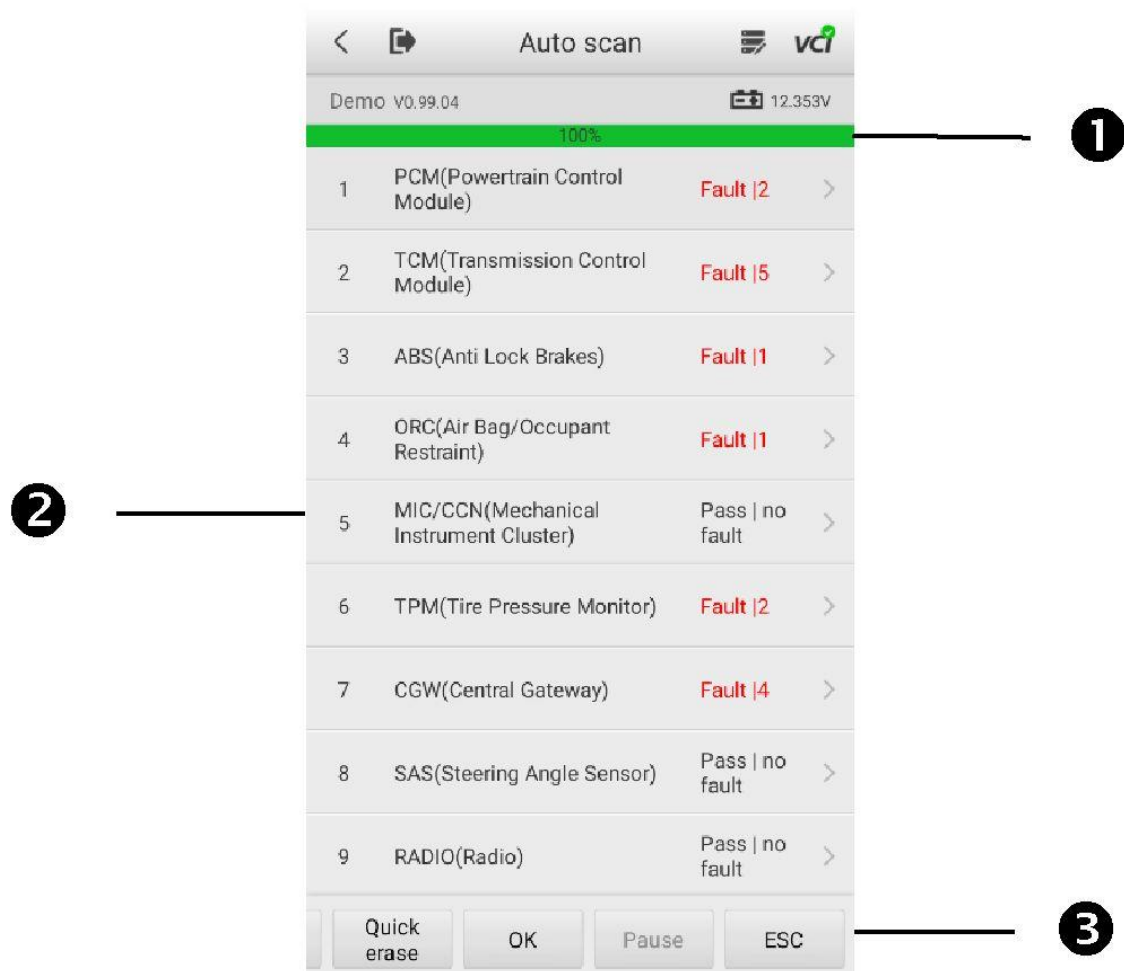 Auto scan
VCI
Demo V0.99.04
12.353V
100%
❶
1 PCM(Powertrain Control
Module) Fault |2
2 TCM(Transmission Control
Module) Fault |5
3 ABS(Anti Lock Brakes) Fault |1
4 ORC(Air Bag/Occupant
Restraint) Fault |1
❷
5 MIC/CCN(Mechanical
Instrument Cluster) Pass | no
fault
6 TPM(Tire Pressure Monitor) Fault |2
7 CGW(Central Gateway) Fault |4
8 SAS(Steering Angle Sensor) Pass | no
fault
9 RADIO(Radio) Pass | no
fault
Quick
erase
OK
Pause
ESC
❸